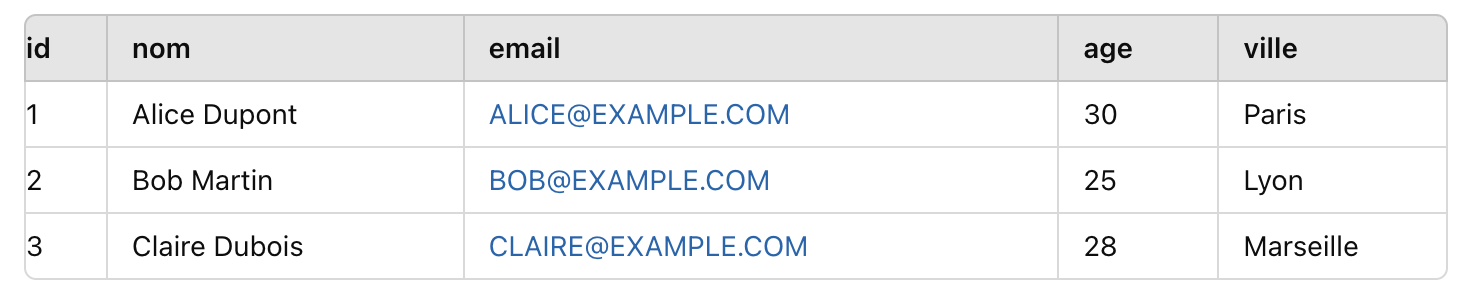 id nom email age ville
1 Alice Dupont ALICE@EXAMPLE.COM 30 Paris
2 Bob Martin BOB@EXAMPLE.COM 25 Lyon
3 Claire Dubois CLAIRE@EXAMPLE.COM 28 Marseille